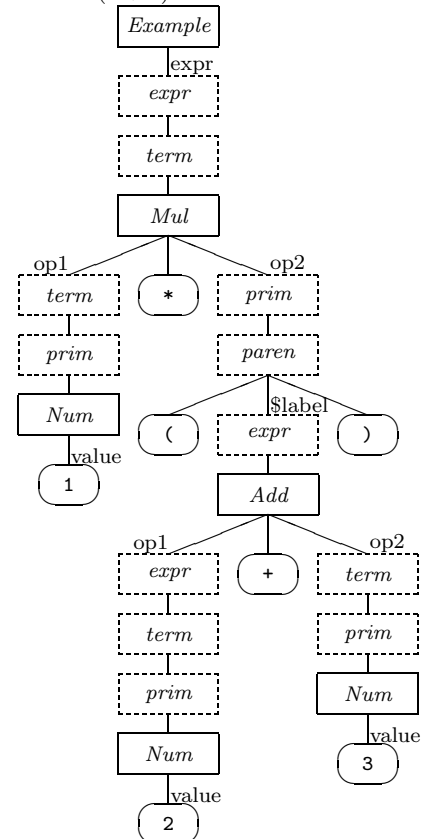 Example
expr
expr
term
Mul
op1
op2
term
*
prim
prim
paren
Num
(
$label
expr
)
value
1
Add
op1
op2
expr
+
term
term
prim
prim
Num
Num
value
3
value
2